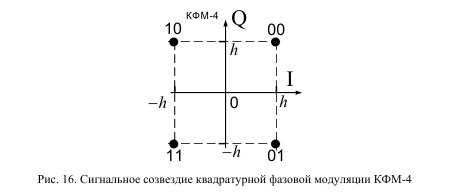 КФМ-4 Q
10 00
h
I
–h 0 h
–h
11 01
Рис. 16. Сигнальное созвездие квадратурной фазовой модуляции КФМ-4